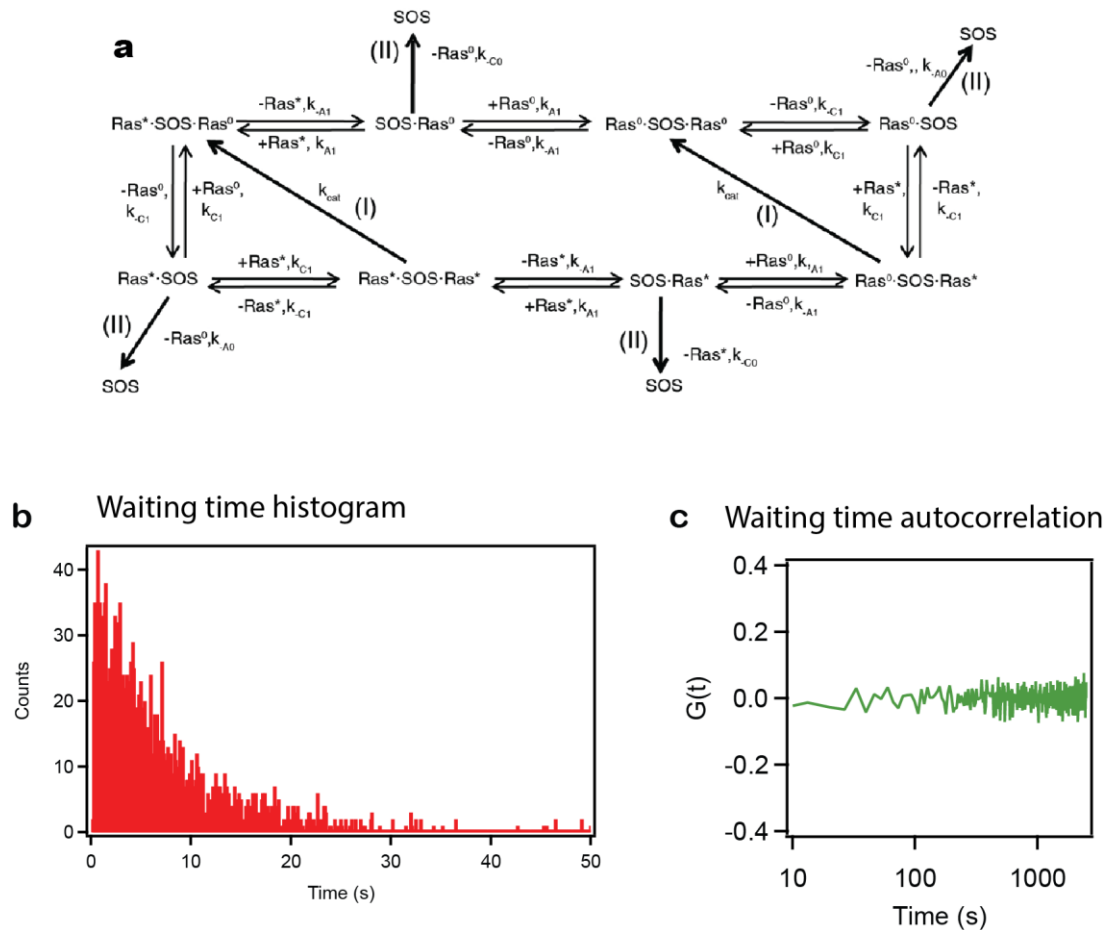 a
SOS
SOS
(II) -Ras⁰,k-C0
-Ras⁰,, k-A0
(II)
-Ras*,k-A1
+Ras⁰,kA1
-Ras⁰,k-C1
Ras*·SOS·Ras⁰
SOS·Ras⁰
Ras⁰·SOS·Ras⁰
Ras⁰·SOS
+Ras*, kA1
-Ras⁰,k-A1
+Ras⁰,kC1
-Ras⁰,
k-C1
+Ras⁰,
kC1
kcat
(I)
kcat
(I)
+Ras*,
kC1
-Ras*,
k-C1
+Ras*,kC1
-Ras*,k-A1
+Ras⁰,k'A1
Ras*·SOS
Ras*·SOS·Ras*
SOS·Ras*
Ras⁰·SOS·Ras*
-Ras*,k-C1
+Ras*,kA1
-Ras⁰,k-A1
(II)
-Ras⁰,k-A0
(II)
-Ras*,k-C0
SOS
SOS
b Waiting time histogram
Counts
40
30
20
10
0
0 10 20 30 40 50
Time (s)
c Waiting time autocorrelation
G(t)
0.4
0.2
0.0
-0.2
-0.4
10 100 1000
Time (s)